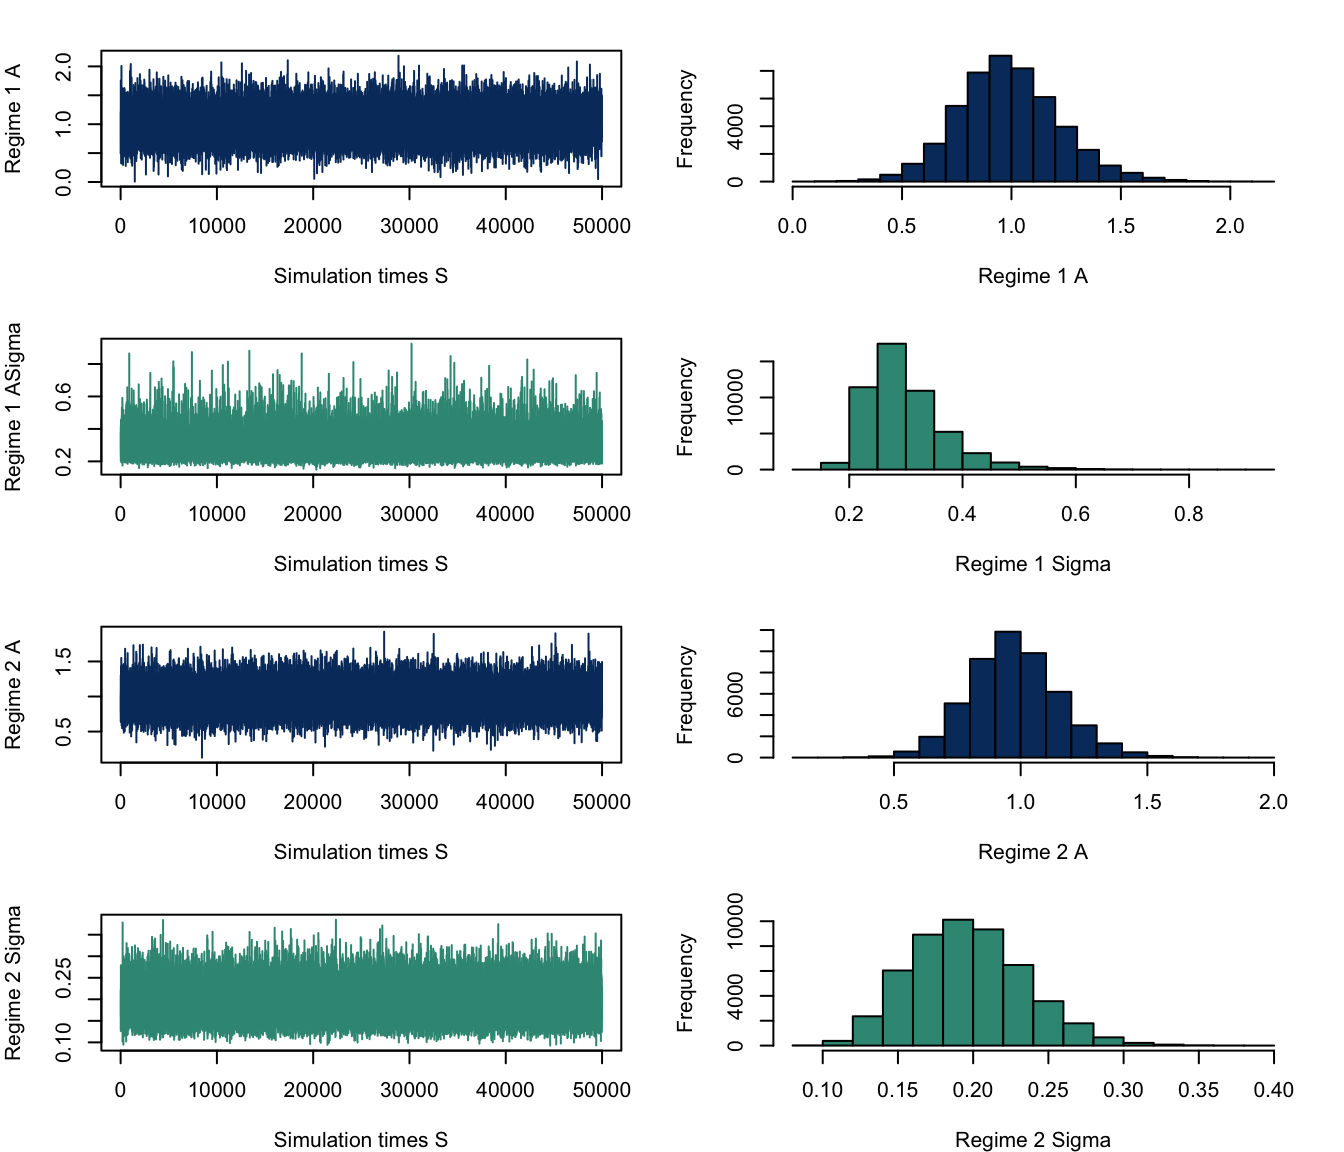 Regime 1 A
2.0
1.0
0.0
0 10000 20000 30000 40000 50000
Simulation times S
Frequency
4000
0
0.0 0.5 1.0 1.5 2.0
Regime 1 A
Regime 1 ASigma
0.6
0.2
0 10000 20000 30000 40000 50000
Simulation times S
Frequency
10000
0
0.2 0.4 0.6 0.8
Regime 1 Sigma
Regime 2 A
1.5
0.5
0 10000 20000 30000 40000 50000
Simulation times S
Frequency
6000
0
0.5 1.0 1.5 2.0
Regime 2 A
Regime 2 Sigma
0.25
0.10
0 10000 20000 30000 40000 50000
Simulation times S
Frequency
10000
4000
0
0.10 0.15 0.20 0.25 0.30 0.35 0.40
Regime 2 Sigma